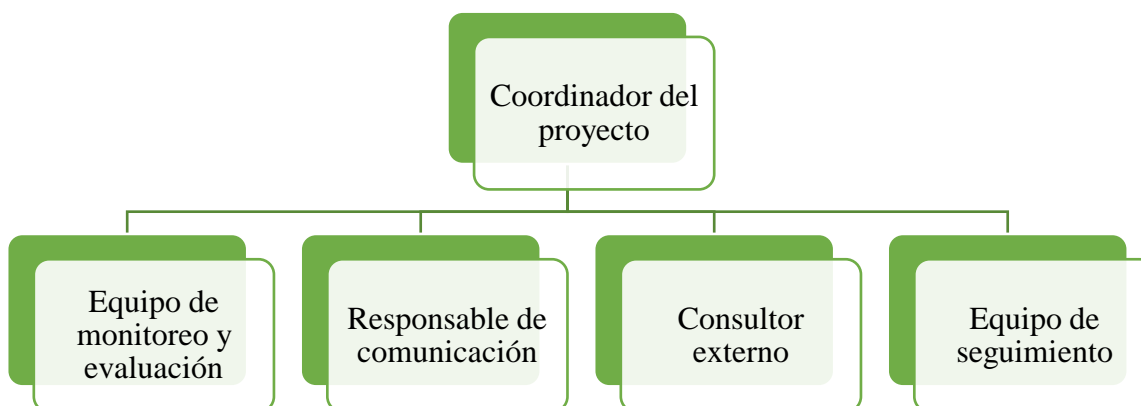 Coordinador del
proyecto
Equipo de
monitoreo y
evaluación
Responsable de
comunicación
Consultor
externo
Equipo de
seguimiento